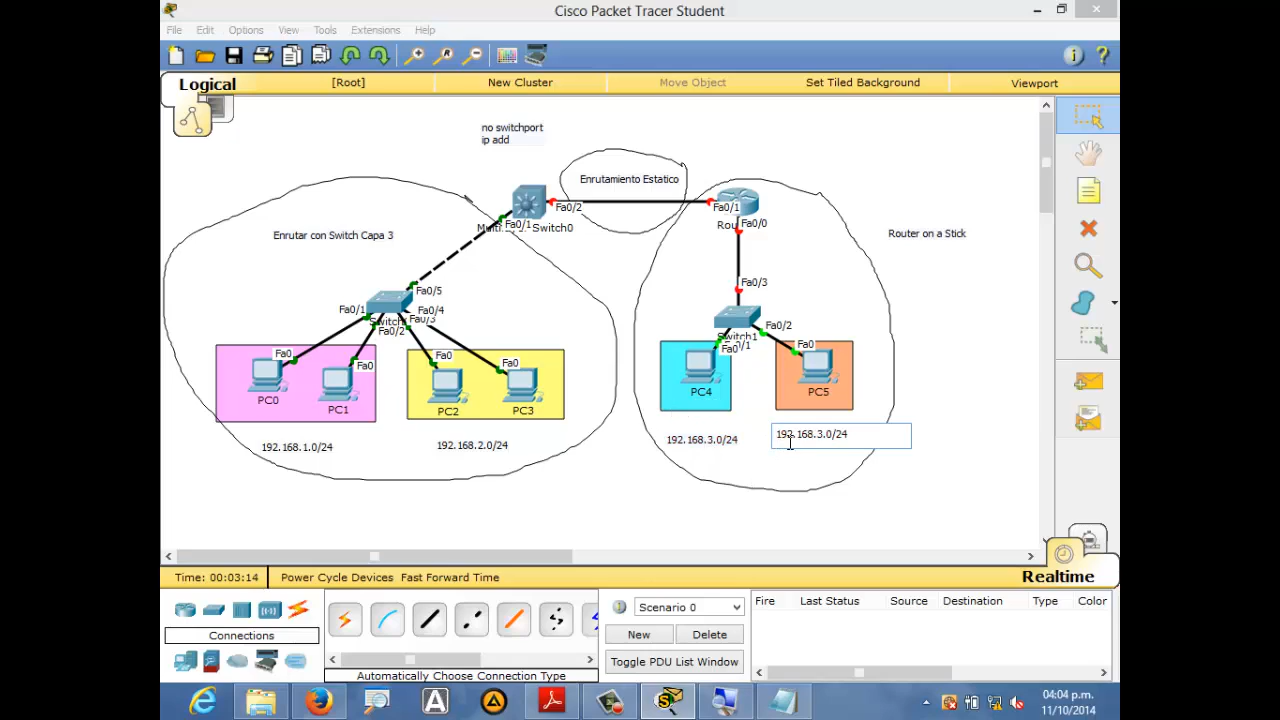 Cisco Packet Tracer Student
File Edit Options View Tools Extensions Help
Logical [Root] New Cluster Move Object Set Tiled Background Viewport
no switchport
ip add
Enrutamiento Estatico
Fa0/2
Fa0/1
Fa0/1
Switch0
Fa0/0
Enrutar con Switch Capa 3
Router on a Stick
Fa0/5
Fa0/3
Fa0/1
Fa0/4
Fa0/3
Fa0/2
Fa0/2
Switch1
Fa0
Fa0
Fa0
Fa0
Fa0
Fa0
PC0
PC1
PC2
PC3
PC4
PC5
192.168.1.0/24
192.168.2.0/24
192.168.3.0/24
192.168.3.0/24
Time: 00:03:14 Power Cycle Devices Fast Forward Time
Realtime
Connections
Automatically Choose Connection Type
Scenario 0
New Delete
Toggle PDU List Window
Fire Last Status Source Destination Type Color
04:04 p.m.
11/10/2014